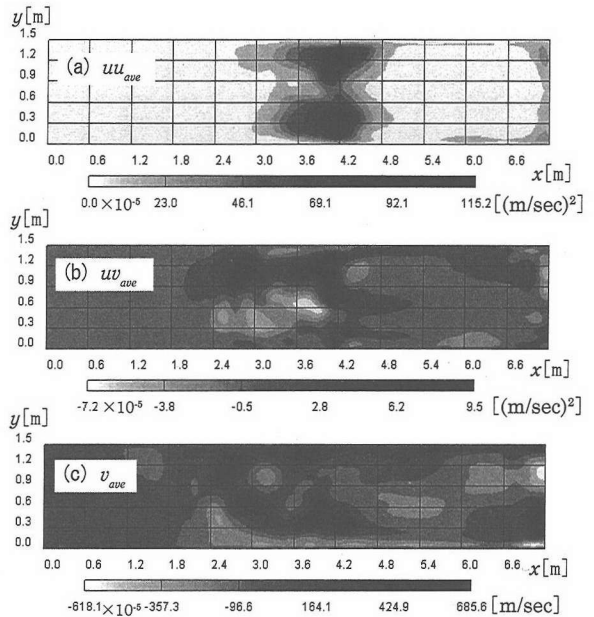 y[m]
1.5
1.2
0.9
0.6
0.3
0.0
(a) uu ave
0.0 0.6 1.2 1.8 2.4 3.0 3.6 4.2 4.8 5.4 6.0 6.6
x[m]
0.0 ×10⁻⁵ 23.0 46.1 69.1 92.1 115.2 [(m/sec)²]
y[m]
1.5
1.2
0.9
0.6
0.3
0.0
(b) uv ave
0.0 0.6 1.2 1.8 2.4 3.0 3.6 4.2 4.8 5.4 6.0 6.6
x[m]
-7.2 ×10⁻⁵ -3.8 -0.5 2.8 6.2 9.5 [(m/sec)²]
y[m]
1.5
1.2
0.9
0.6
0.3
0.0
(c) v ave
0.0 0.6 1.2 1.8 2.4 3.0 3.6 4.2 4.8 5.4 6.0 6.6
x[m]
-618.1 ×10⁻⁵ -357.3 -96.6 164.1 424.9 685.6 [m/sec]